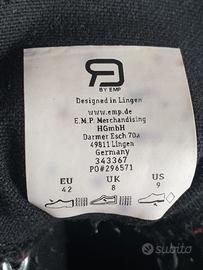 BY EMP
Designed in Lingen
www.emp.de
E.M.P. Merchandising
HGmbH
Darmer Esch 70a
49811 Lingen
Germany
343367
PO#296571
EU UK US
42 8 9
subito